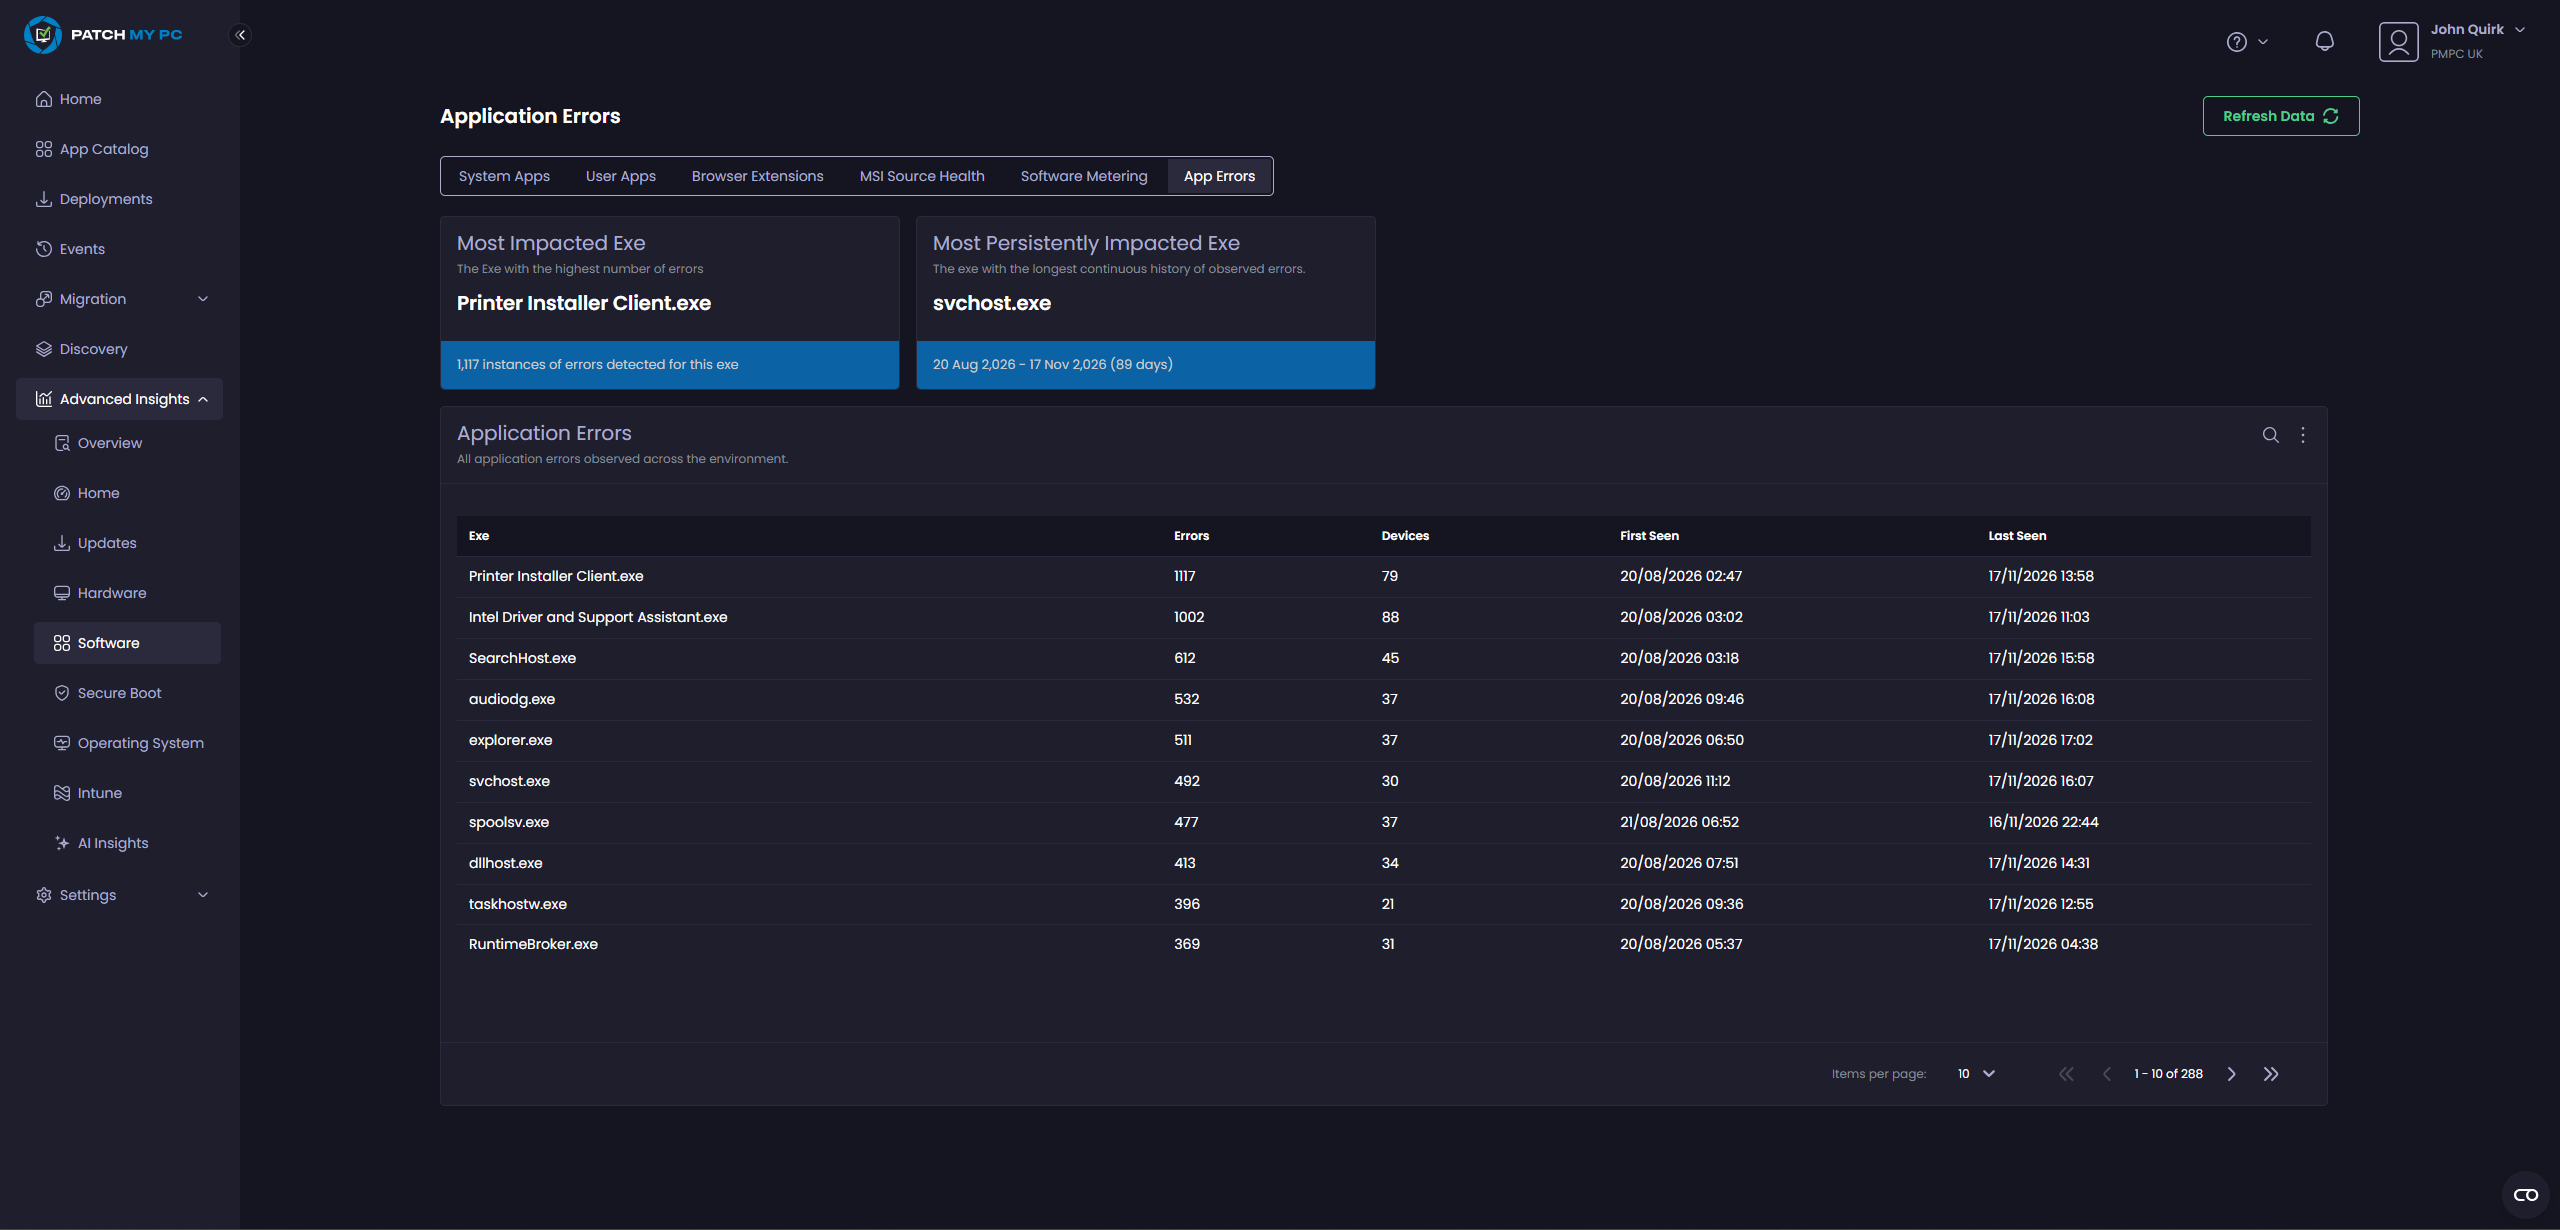 PATCH MY PC
Home
App Catalog
Deployments
Events
Migration
Discovery
Advanced Insights
Overview
Home
Updates
Hardware
Software
Secure Boot
Operating System
Intune
AI Insights
Settings
John Quirk
PMPC UK
Application Errors
Refresh Data
System Apps User Apps Browser Extensions MSI Source Health Software Metering App Errors
Most Impacted Exe
The Exe with the highest number of errors
Printer Installer Client.exe
1,117 instances of errors detected for this exe
Most Persistently Impacted Exe
The exe with the longest continuous history of observed errors.
svchost.exe
20 Aug 2,026 - 17 Nov 2,026 (89 days)
Application Errors
All application errors observed across the environment.
Exe Errors Devices First Seen Last Seen
Printer Installer Client.exe 1117 79 20/08/2026 02:47 17/11/2026 13:58
Intel Driver and Support Assistant.exe 1002 88 20/08/2026 03:02 17/11/2026 11:03
SearchHost.exe 612 45 20/08/2026 03:18 17/11/2026 15:58
audiodg.exe 532 37 20/08/2026 09:46 17/11/2026 16:08
explorer.exe 511 37 20/08/2026 06:50 17/11/2026 17:02
svchost.exe 492 30 20/08/2026 11:12 17/11/2026 16:07
spoolsv.exe 477 37 21/08/2026 06:52 16/11/2026 22:44
dllhost.exe 413 34 20/08/2026 07:51 17/11/2026 14:31
taskhostw.exe 396 21 20/08/2026 09:36 17/11/2026 12:55
RuntimeBroker.exe 369 31 20/08/2026 05:37 17/11/2026 04:38
Items per page: 10 1 - 10 of 288